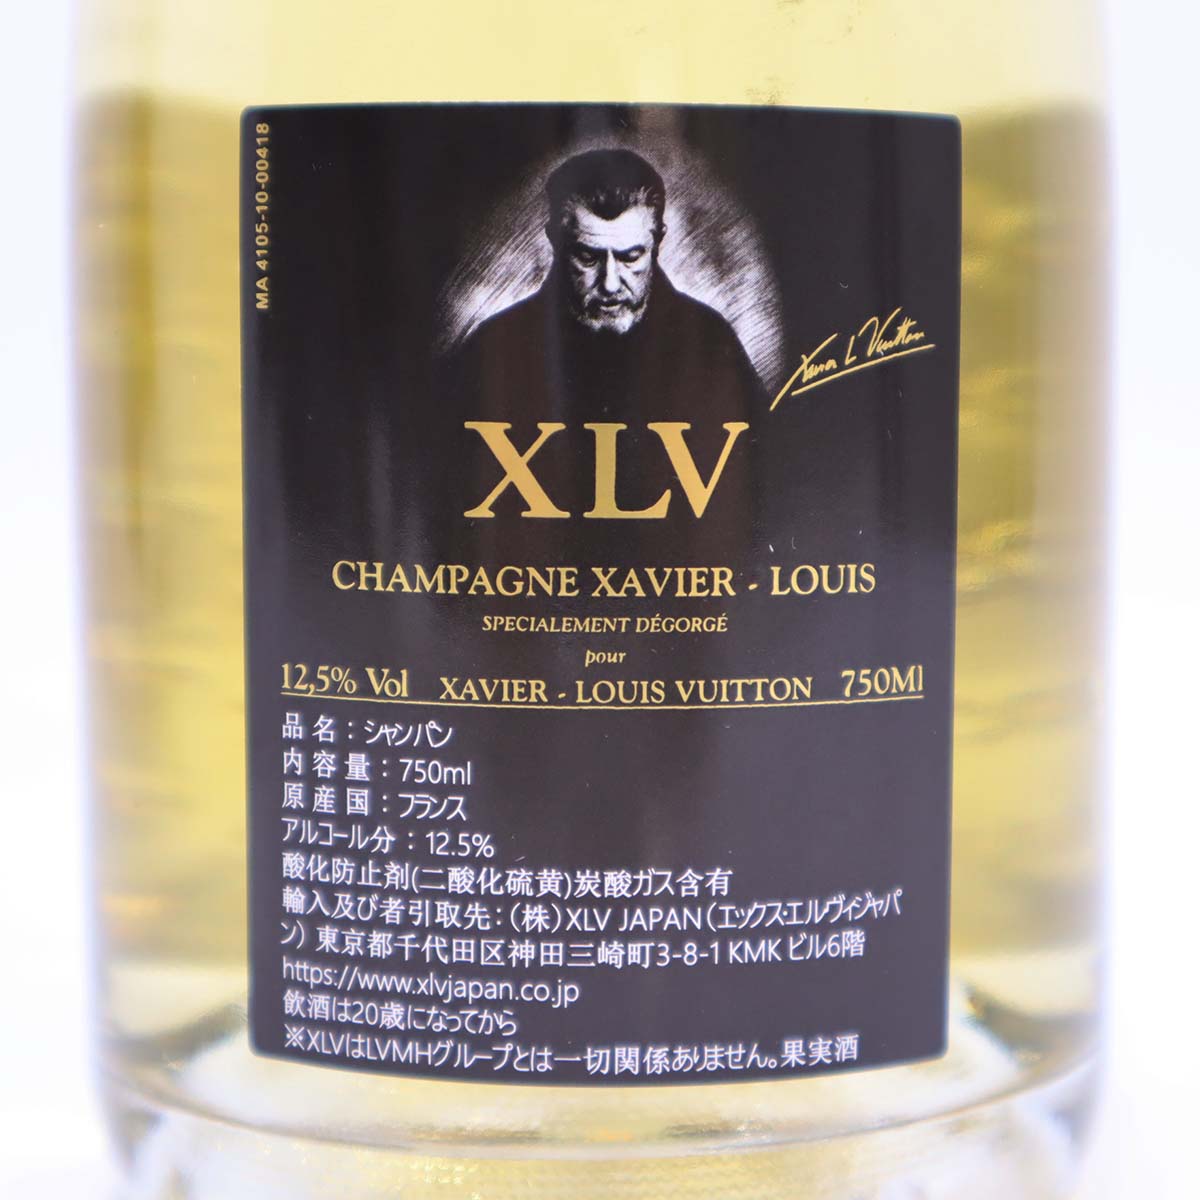 MA 4105-10-00418
Xavier L Vuitton
XLV
CHAMPAGNE XAVIER - LOUIS
SPECIALEMENT DÉGORGÉ
pour
12,5% Vol XAVIER - LOUIS VUITTON 750Ml
品名：シャンパン
内容量：750ml
原産国：フランス
アルコール分：12.5%
酸化防止剤(二酸化硫黄)炭酸ガス含有
輸入及び者引取先：（株）XLV JAPAN（エックス・エルヴィジャパ
ン）東京都千代田区神田三崎町3-8-1 KMK ビル6階
https://www.xlvjapan.co.jp
飲酒は20歳になってから
※XLVはLVMHグループとは一切関係ありません。果実酒